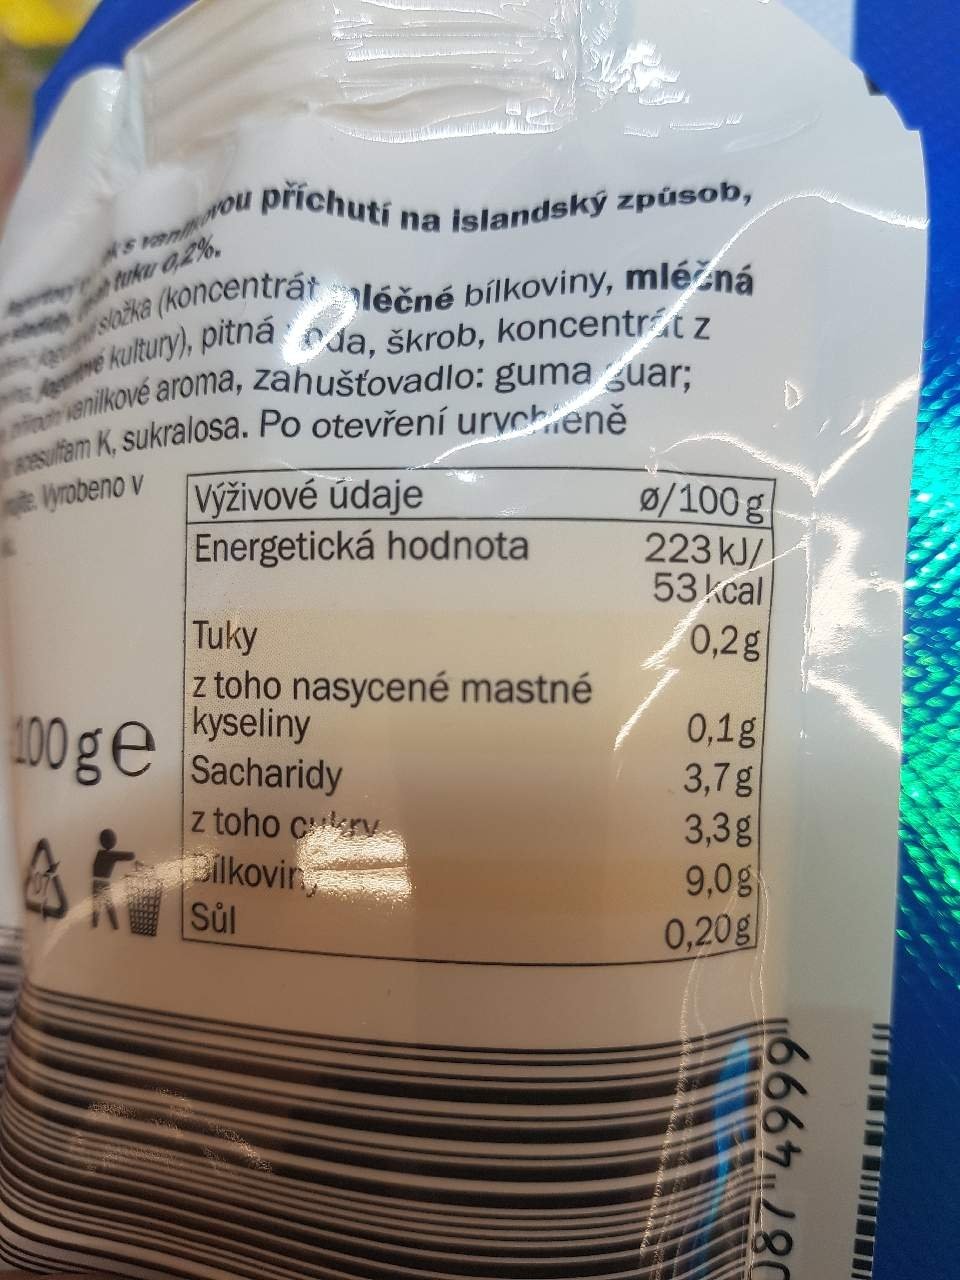 příchutí na islandský způsob,
tuku 0,2%.
složka (koncentrát mléčné bílkoviny, mléčná
kultury), pitná voda, škrob, koncentrát z
vanilkové aroma, zahušťovadlo: guma guar;
acesulfam K, sukralosa. Po otevření urychleně
Vyrobeno v
Výživové údaje ø/100 g
Energetická hodnota 223 kJ/
53 kcal
Tuky 0,2 g
z toho nasycené mastné
kyseliny 0,1 g
Sacharidy 3,7 g
z toho cukry 3,3 g
Bílkoviny 9,0 g
Sůl 0,20 g
100 g e